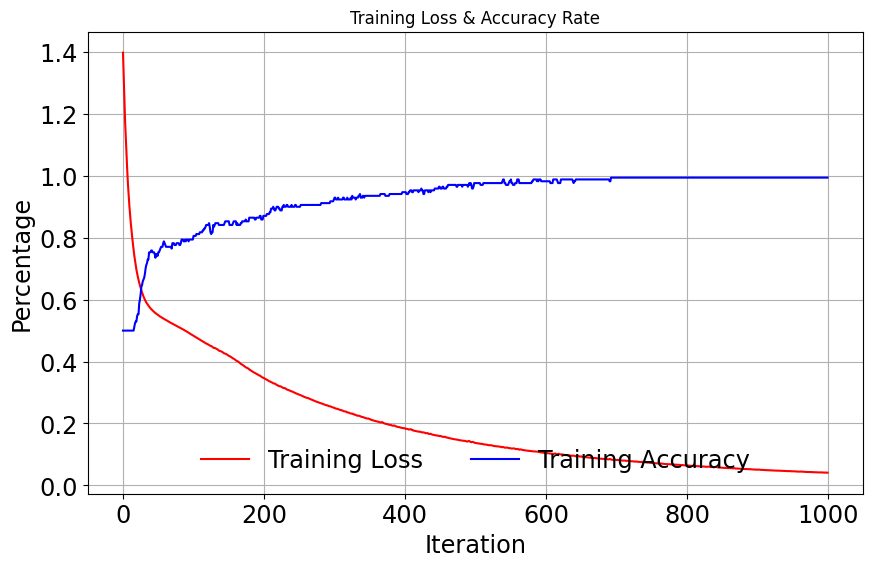 Training Loss & Accuracy Rate
Percentage
1.4
1.2
1.0
0.8
0.6
0.4
0.2
0.0
Training Loss Training Accuracy
0 200 400 600 800 1000
Iteration